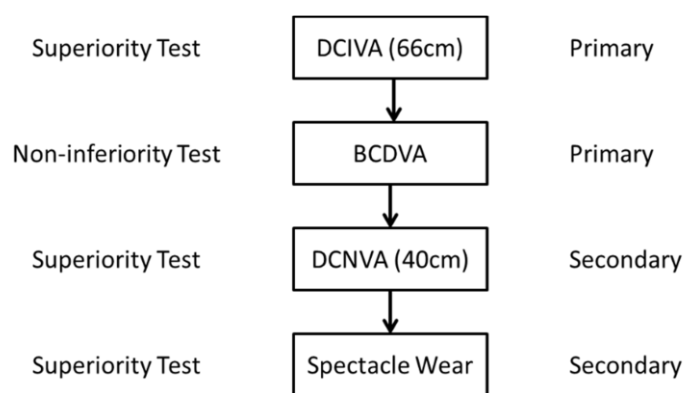 Superiority Test DCIVA (66cm) Primary
Non-inferiority Test BCDVA Primary
Superiority Test DCNVA (40cm) Secondary
Superiority Test Spectacle Wear Secondary